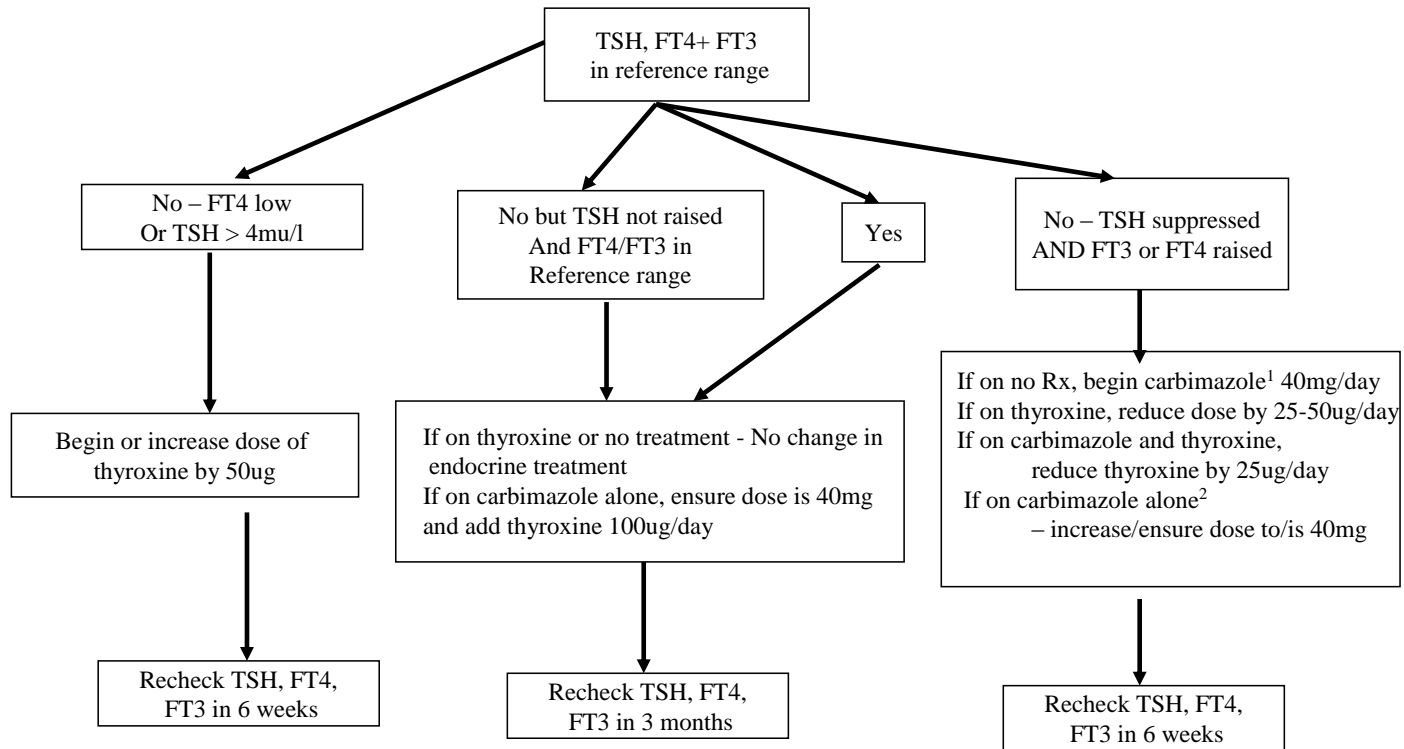 TSH, FT4+ FT3
in reference range
No – FT4 low
Or TSH > 4mu/l
No but TSH not raised
And FT4/FT3 in
Reference range
Yes
No – TSH suppressed
AND FT3 or FT4 raised
Begin or increase dose of
thyroxine by 50ug
If on thyroxine or no treatment - No change in
endocrine treatment
If on carbimazole alone, ensure dose is 40mg
and add thyroxine 100ug/day
If on no Rx, begin carbimazole¹ 40mg/day
If on thyroxine, reduce dose by 25-50ug/day
If on carbimazole and thyroxine,
reduce thyroxine by 25ug/day
If on carbimazole alone²
– increase/ensure dose to/is 40mg
Recheck TSH, FT4,
FT3 in 6 weeks
Recheck TSH, FT4,
FT3 in 3 months
Recheck TSH, FT4,
FT3 in 6 weeks